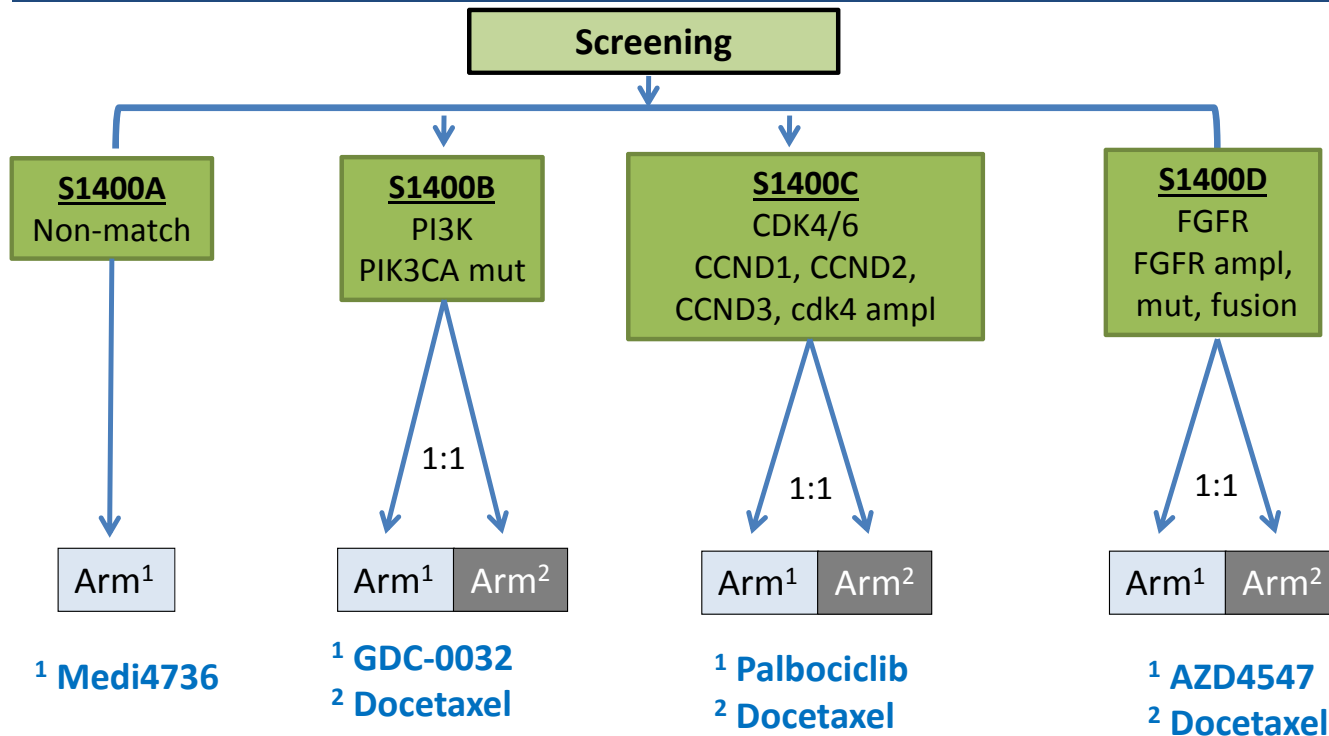 Screening
S1400A
Non-match
S1400B
PI3K
PIK3CA mut
S1400C
CDK4/6
CCND1, CCND2,
CCND3, cdk4 ampl
S1400D
FGFR
FGFR ampl,
mut, fusion
1:1
1:1
1:1
Arm¹
Arm¹ Arm²
Arm¹ Arm²
Arm¹ Arm²
¹ Medi4736
¹ GDC-0032
² Docetaxel
¹ Palbociclib
² Docetaxel
¹ AZD4547
² Docetaxel